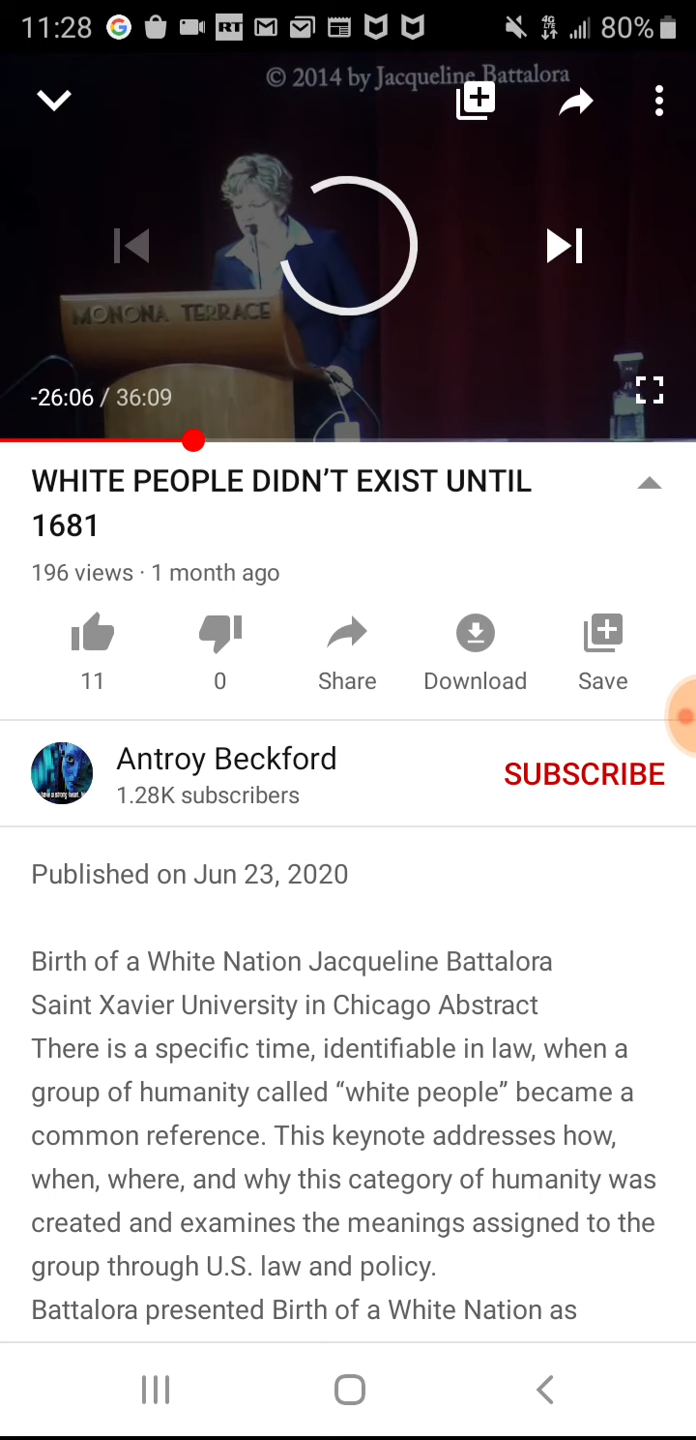 11:28 RT 4G LTE 80%
© 2014 by Jacqueline Battalora
MONONA TERRACE
-26:06 / 36:09
WHITE PEOPLE DIDN’T EXIST UNTIL
1681
196 views · 1 month ago
11 0 Share Download Save
Antroy Beckford
1.28K subscribers
SUBSCRIBE
Published on Jun 23, 2020
Birth of a White Nation Jacqueline Battalora
Saint Xavier University in Chicago Abstract
There is a specific time, identifiable in law, when a
group of humanity called “white people” became a
common reference. This keynote addresses how,
when, where, and why this category of humanity was
created and examines the meanings assigned to the
group through U.S. law and policy.
Battalora presented Birth of a White Nation as